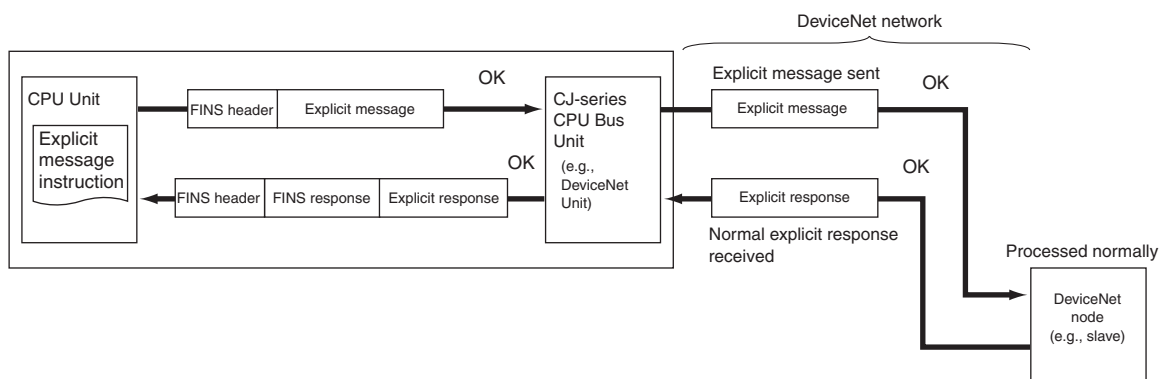 DeviceNet network
CPU Unit
Explicit
message
instruction
FINS header
Explicit message
OK
CJ-series
CPU Bus
Unit
(e.g.,
DeviceNet
Unit)
Explicit message sent
Explicit message
OK
OK
FINS header
FINS response
Explicit response
Explicit response
OK
Normal explicit response
received
Processed normally
DeviceNet
node
(e.g., slave)